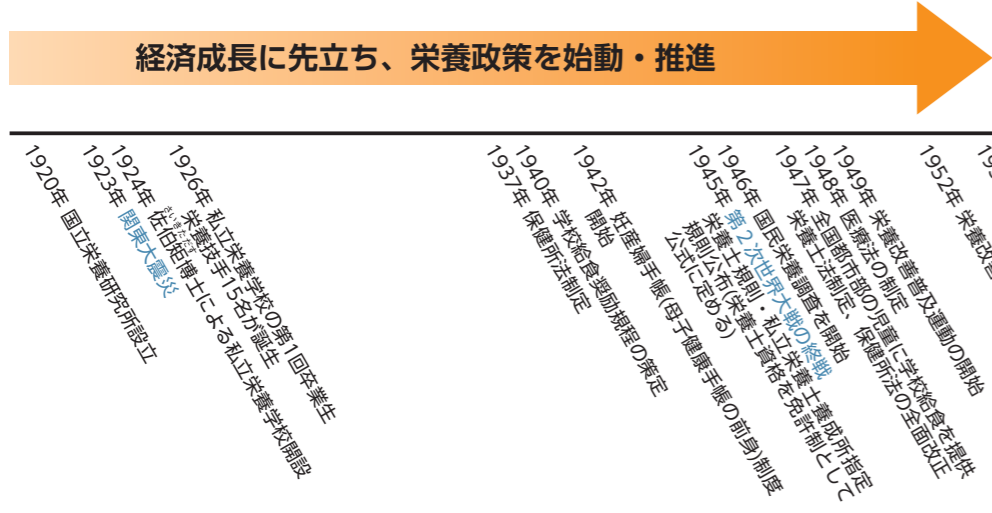 経済成長に先立ち、栄養政策を始動・推進
1920年 国立栄養研究所設立
1923年 関東大震災
1924年 佐伯矩博士による私立栄養学校開設
さいきただす
1926年 私立栄養学校の第1回卒業生
栄養技手15名が誕生
1937年 保健所法制定
1940年 学校給食奨励規程の策定
1942年 妊産婦手帳(母子健康手帳の前身)制度
開始
1945年 第2次世界大戦の終戦
栄養士規則・私立栄養士養成所指定
規則公布(栄養士資格を免許制として
公式に定める)
1946年 国民栄養調査を開始
1947年 栄養士法制定、保健所法の全面改正
1948年 全国都市部の児童に学校給食を提供
医療法の制定
1949年 栄養改善普及運動の開始
1952年 栄養改善